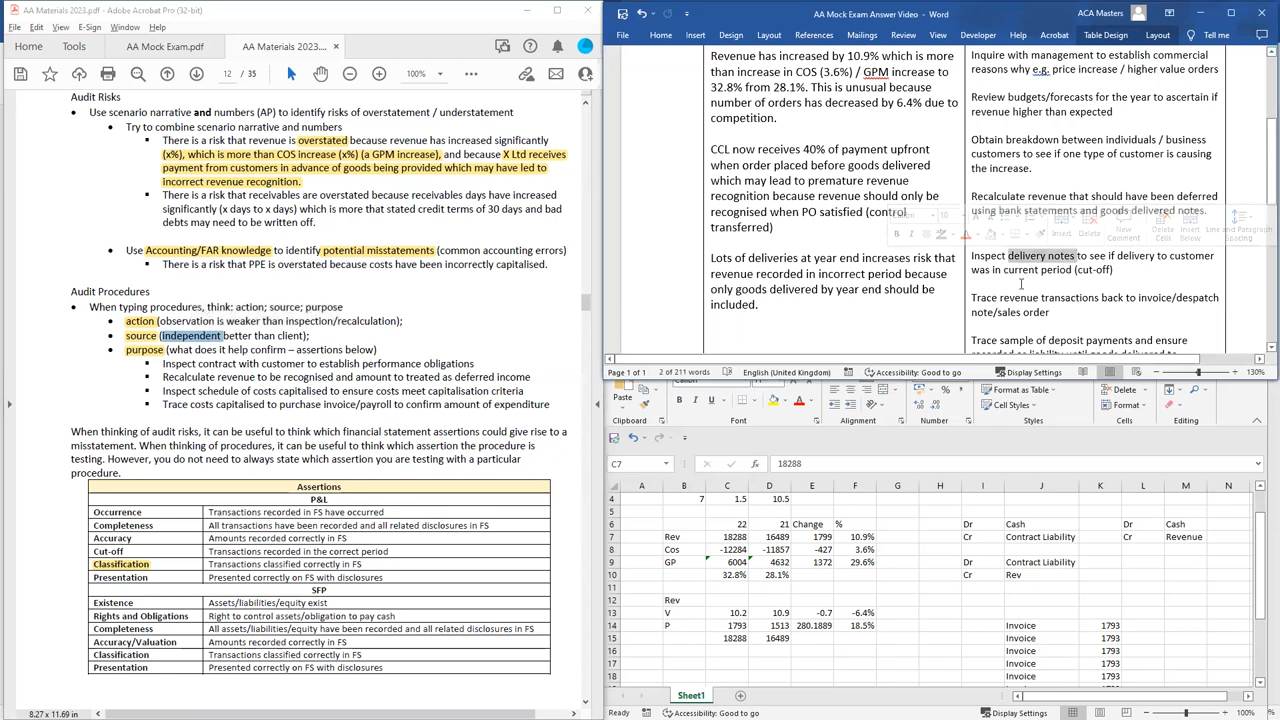 AA Materials 2023.pdf - Adobe Acrobat Pro (32-bit)
File Edit View E-Sign Window Help
Home Tools AA Mock Exam.pdf AA Materials 2023.... ×
12 / 35 100%
Audit Risks
Use scenario narrative and numbers (AP) to identify risks of overstatement / understatement
Try to combine scenario narrative and numbers
There is a risk that revenue is overstated because revenue has increased significantly
(x%), which is more than COS increase (x%) (a GPM increase), and because X Ltd receives
payment from customers in advance of goods being provided which may have led to
incorrect revenue recognition.
There is a risk that receivables are overstated because receivables days have increased
significantly (x days to x days) which is more that stated credit terms of 30 days and bad
debts may need to be written off.
Use Accounting/FAR knowledge to identify potential misstatements (common accounting errors)
There is a risk that PPE is overstated because costs have been incorrectly capitalised.
Audit Procedures
When typing procedures, think: action; source; purpose
action (observation is weaker than inspection/recalculation);
source (independent better than client);
purpose (what does it help confirm – assertions below)
Inspect contract with customer to establish performance obligations
Recalculate revenue to be recognised and amount to treated as deferred income
Inspect schedule of costs capitalised to ensure costs meet capitalisation criteria
Trace costs capitalised to purchase invoice/payroll to confirm amount of expenditure
When thinking of audit risks, it can be useful to think which financial statement assertions could give rise to a
misstatement. When thinking of procedures, it can be useful to think which assertion the procedure is
testing. However, you do not need to always state which assertion you are testing with a particular
procedure.
Assertions
P&L
Occurrence Transactions recorded in FS have occurred
Completeness All transactions have been recorded and all related disclosures in FS
Accuracy Amounts recorded correctly in FS
Cut-off Transactions recorded in the correct period
Classification Transactions classified correctly in FS
Presentation Presented correctly on FS with disclosures
SFP
Existence Assets/liabilities/equity exist
Rights and Obligations Right to control assets/obligation to pay cash
Completeness All assets/liabilities/equity have been recorded and all related disclosures in FS
Accuracy/Valuation Amounts recorded correctly in FS
Classification Transactions classified correctly in FS
Presentation Presented correctly on FS with disclosures
8.27 x 11.69 in
AA Mock Exam Answer Video - Word ACA Masters
File Home Insert Design Layout References Mailings Review View Developer Help Acrobat Table Design Layout Tell me
Revenue has increased by 10.9% which is more
than increase in COS (3.6%) / GPM increase to
32.8% from 28.1%. This is unusual because
number of orders has decreased by 6.4% due to
competition.
CCL now receives 40% of payment upfront
when order placed before goods delivered
which may lead to premature revenue
recognition because revenue should only be
recognised when PO satisfied (control
transferred)
Lots of deliveries at year end increases risk that
revenue recorded in incorrect period because
only goods delivered by year end should be
included.
Inquire with management to establish commercial
reasons why e.g. price increase / higher value orders
Review budgets/forecasts for the year to ascertain if
revenue higher than expected
Obtain breakdown between individuals / business
customers to see if one type of customer is causing
the increase.
Recalculate revenue that should have been deferred
using bank statements and goods delivered notes.
Insert Delete New Comment Delete Cells Insert Below Line and Paragraph Spacing
Inspect delivery notes to see if delivery to customer
was in current period (cut-off)
Trace revenue transactions back to invoice/despatch
note/sales order
Trace sample of deposit payments and ensure
Page 1 of 1 2 of 211 words English (United Kingdom) Accessibility: Good to go Display Settings 130%
Paste Format as Table Delete
B I U Cell Styles Format
Clipboard Font Alignment Number Styles Cells Editing
C7 18288
A B C D E F G H I J K L M N
4 7 1.5 10.5
5
6 22 21 Change % Dr Cash Dr Cash
7 Rev 18288 16489 1799 10.9% Cr Contract Liability Cr Revenue
8 Cos -12284 -11857 -427 3.6%
9 GP 6004 4632 1372 29.6% Dr Contract Liability
10 32.8% 28.1% Cr Rev
11
12 Rev
13 V 10.2 10.9 -0.7 -6.4%
14 P 1793 1513 280.1889 18.5% Invoice 1793
15 18288 16489 Invoice 1793
16 Invoice 1793
17 Invoice 1793
18 Invoice 1793
Sheet1
Ready Accessibility: Good to go Display Settings 100%